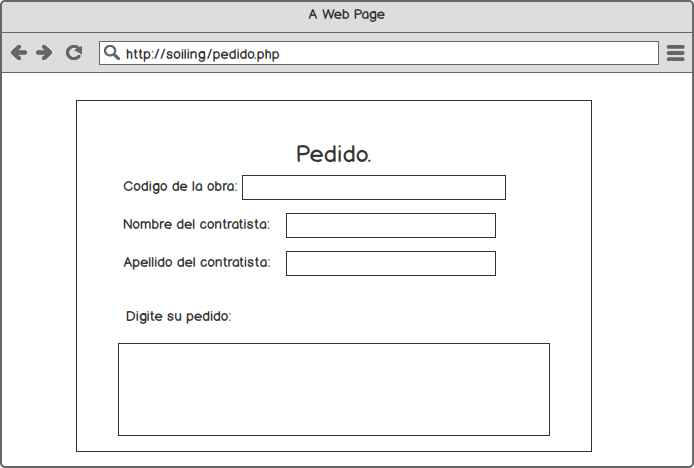 A Web Page
http://soiling/pedido.php
Pedido.
Codigo de la obra:
Nombre del contratista:
Apellido del contratista:
Digite su pedido: